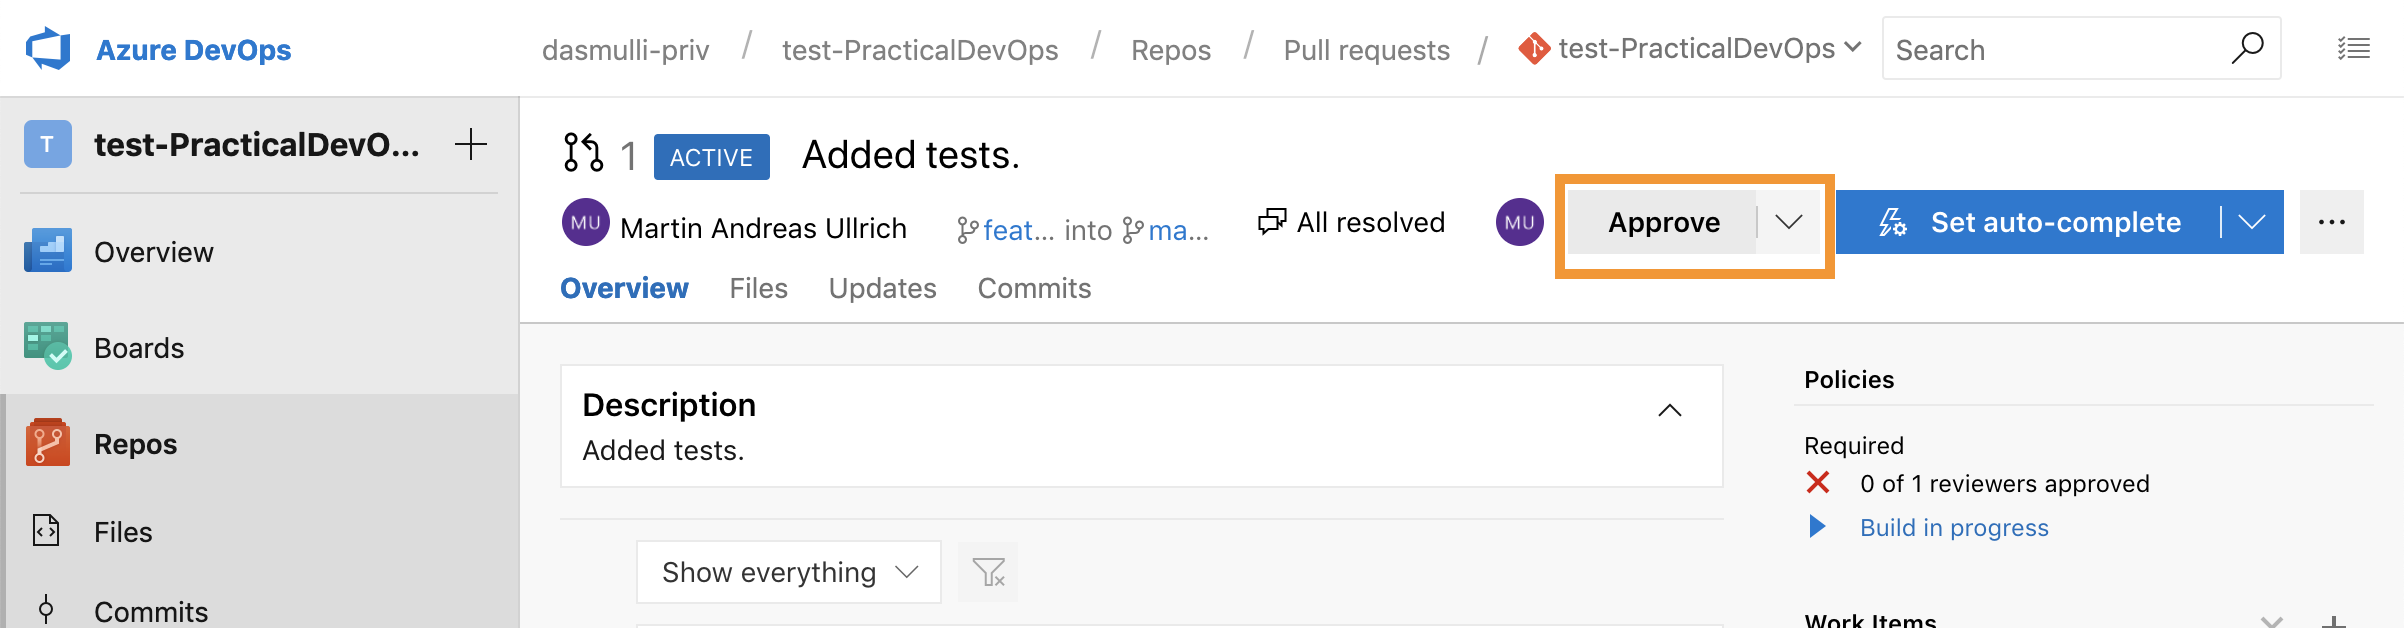 Azure DevOps
dasmulli-priv / test-PracticalDevOps / Repos / Pull requests / test-PracticalDevOps
Search
T
test-PracticalDevO...
Overview
Boards
Repos
Files
Commits
1 ACTIVE Added tests.
MU Martin Andreas Ullrich feat... into ma... All resolved
MU Approve Set auto-complete ...
Overview Files Updates Commits
Description
Added tests.
Show everything
Policies
Required
0 of 1 reviewers approved
Build in progress
Work Items